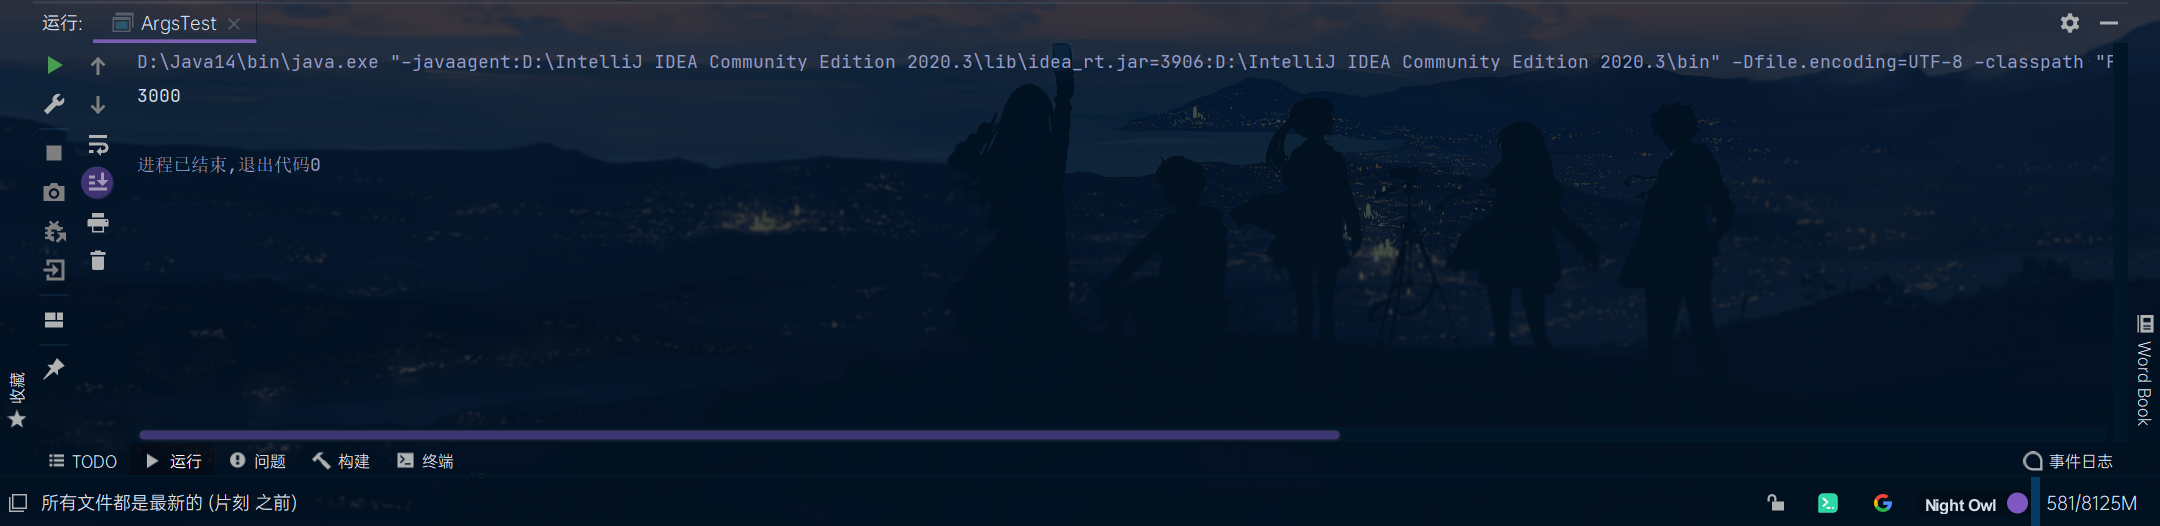 运行: ArgsTest
D:\Java14\bin\java.exe "-javaagent:D:\IntelliJ IDEA Community Edition 2020.3\lib\idea_rt.jar=3906:D:\IntelliJ IDEA Community Edition 2020.3\bin" -Dfile.encoding=UTF-8 -classpath "F
3000
进程已结束,退出代码0
收藏
Word Book
TODO 运行 问题 构建 终端 事件日志
所有文件都是最新的 (片刻 之前) Night Owl 581/8125M